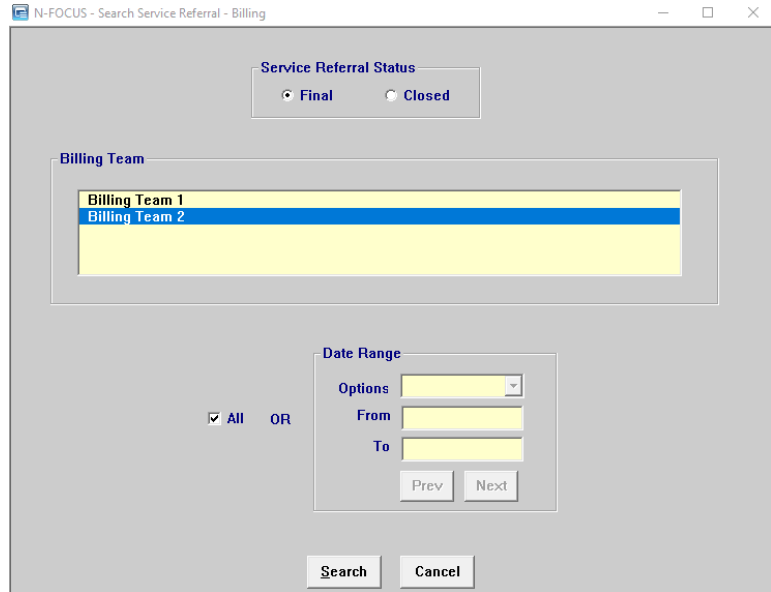 N-FOCUS - Search Service Referral - Billing
Service Referral Status
Final
Closed
Billing Team
Billing Team 1
Billing Team 2
Date Range
Options
From
All OR
To
Prev Next
Search Cancel